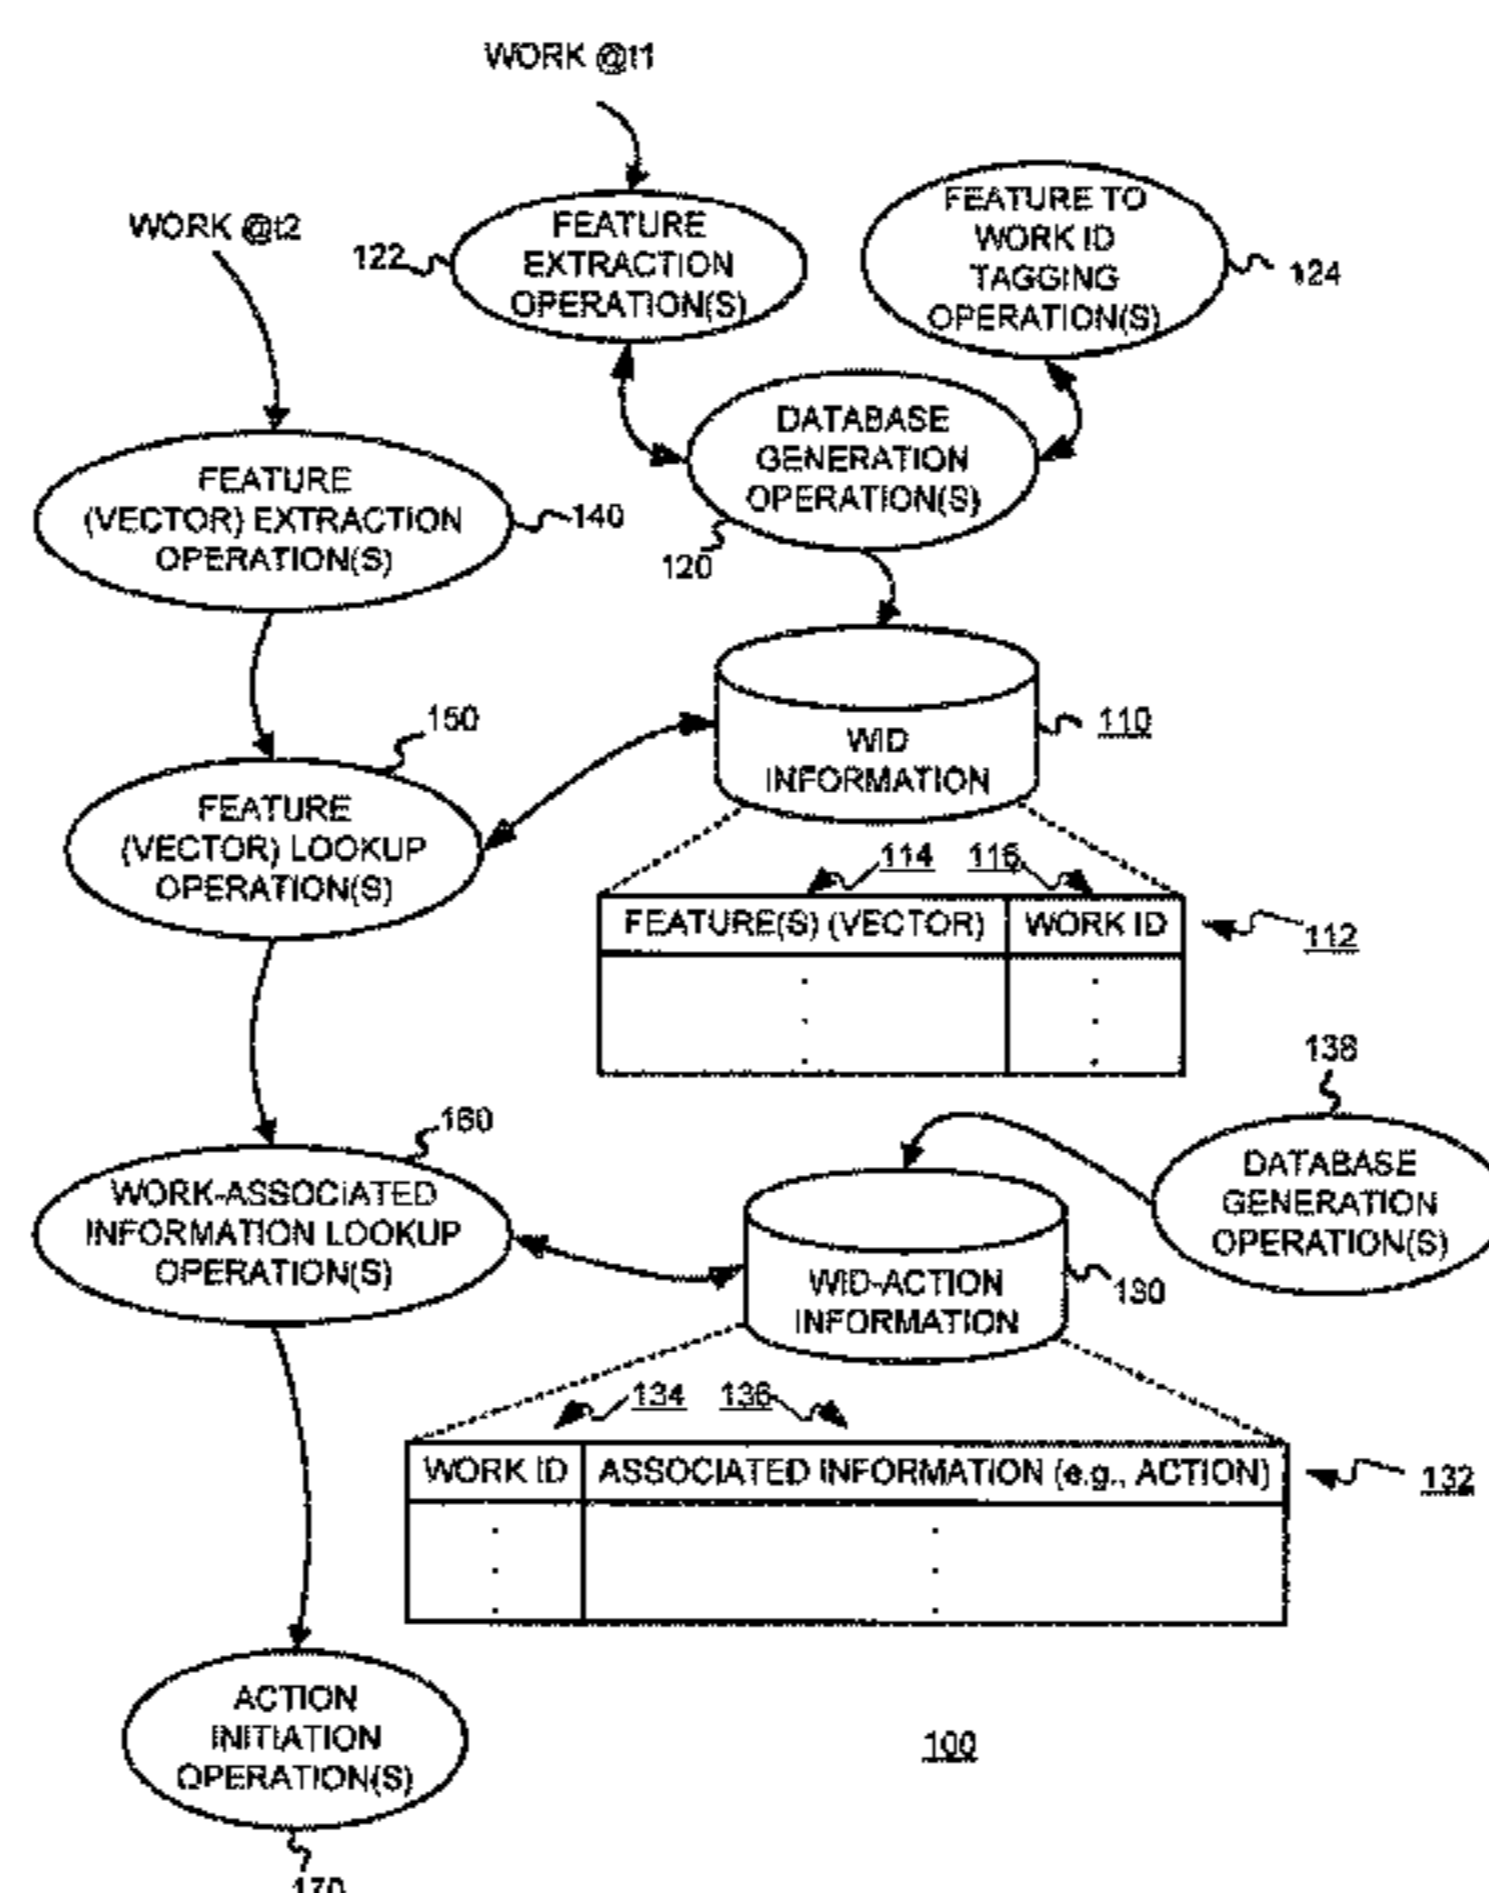 WORK @t1
WORK @t2
122
FEATURE
EXTRACTION
OPERATION(S)
FEATURE TO
WORK ID
TAGGING
OPERATION(S)
124
DATABASE
GENERATION
OPERATION(S)
120
FEATURE
(VECTOR) EXTRACTION
OPERATION(S)
140
150
FEATURE
(VECTOR) LOOKUP
OPERATION(S)
WID
INFORMATION
110
114
116
FEATURE(S) (VECTOR)
WORK ID
112
138
DATABASE
GENERATION
OPERATION(S)
160
WORK-ASSOCIATED
INFORMATION LOOKUP
OPERATION(S)
WID-ACTION
INFORMATION
130
134
136
WORK ID
ASSOCIATED INFORMATION (e.g., ACTION)
132
ACTION
INITIATION
OPERATION(S)
100
170